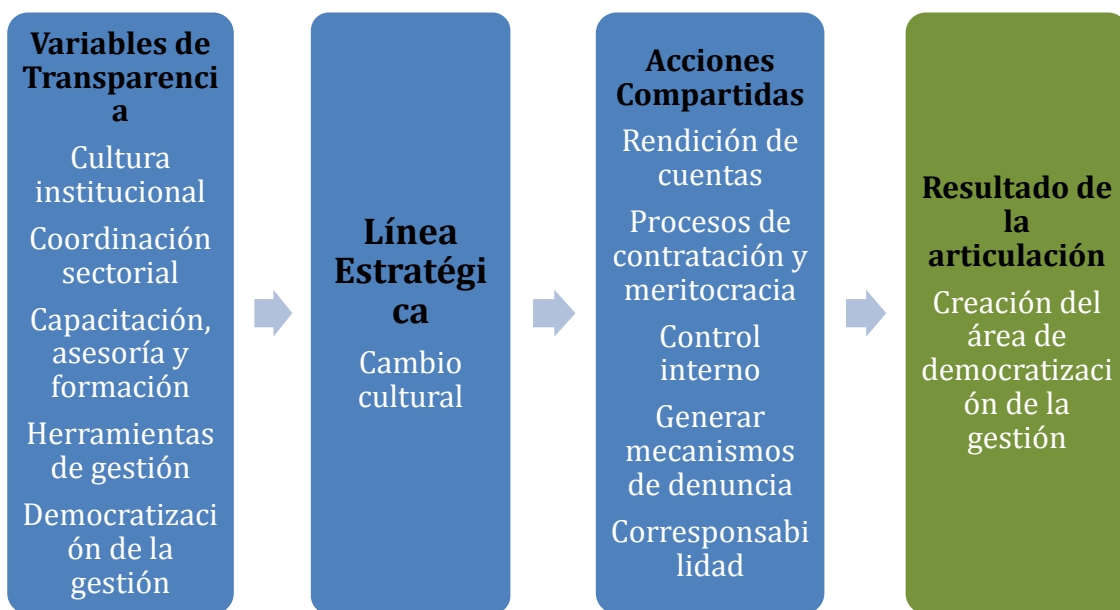 Variables de
Transparenci
a
Cultura
institucional
Coordinación
sectorial
Capacitación,
asesoría y
formación
Herramientas
de gestión
Democratizaci
ón de la
gestión
Línea
Estratégi
ca
Cambio
cultural
Acciones
Compartidas
Rendición de
cuentas
Procesos de
contratación y
meritocracia
Control
interno
Generar
mecanismos
de denuncia
Corresponsabi
lidad
Resultado de
la
articulación
Creación del
área de
democratizaci
ón de la
gestión